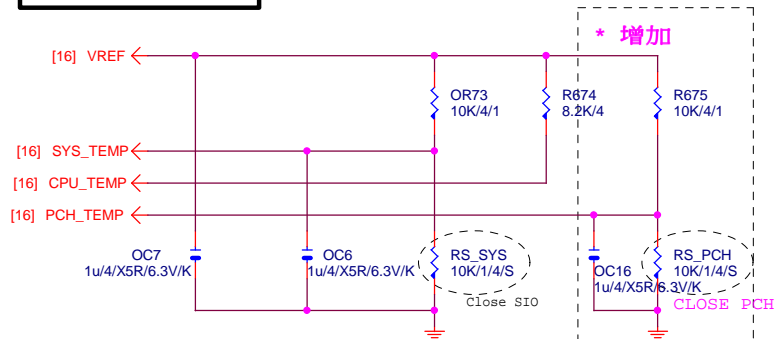 * 增加
[16] VREF
OR73
10K/4/1
R674
8.2K/4
R675
10K/4/1
[16] SYS_TEMP
[16] CPU_TEMP
[16] PCH_TEMP
OC7
1u/4/X5R/6.3V/K
OC6
1u/4/X5R/6.3V/K
RS_SYS
10K/1/4/S
Close SIO
OC16
1u/4/X5R/6.3V/K
RS_PCH
10K/1/4/S
CLOSE PCH